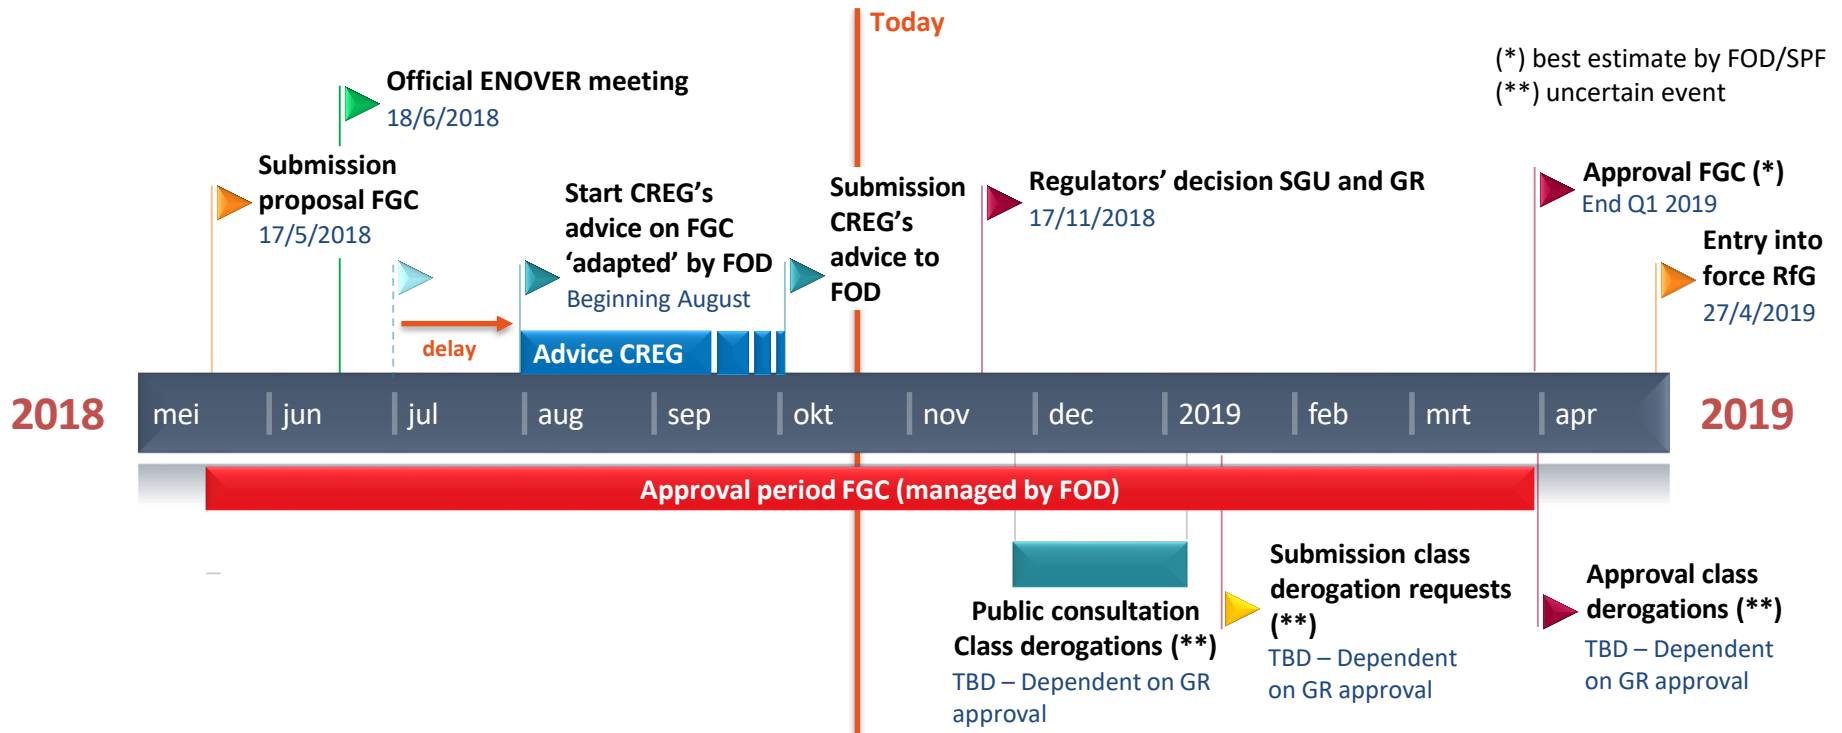 Today
(*) best estimate by FOD/SPF
(**) uncertain event
Official ENOVER meeting
18/6/2018
Submission
proposal FGC
17/5/2018
Start CREG’s
advice on FGC
‘adapted’ by FOD
Beginning August
Submission
CREG’s
advice to
FOD
Regulators’ decision SGU and GR
17/11/2018
Approval FGC (*)
End Q1 2019
Entry into
force RfG
27/4/2019
delay
Advice CREG
2018
mei
jun
jul
aug
sep
okt
nov
dec
2019
feb
mrt
apr
2019
Approval period FGC (managed by FOD)
Public consultation
Class derogations (**)
TBD – Dependent on GR
approval
Submission class
derogation requests
(**)
TBD – Dependent
on GR approval
Approval class
derogations (**)
TBD – Dependent
on GR approval